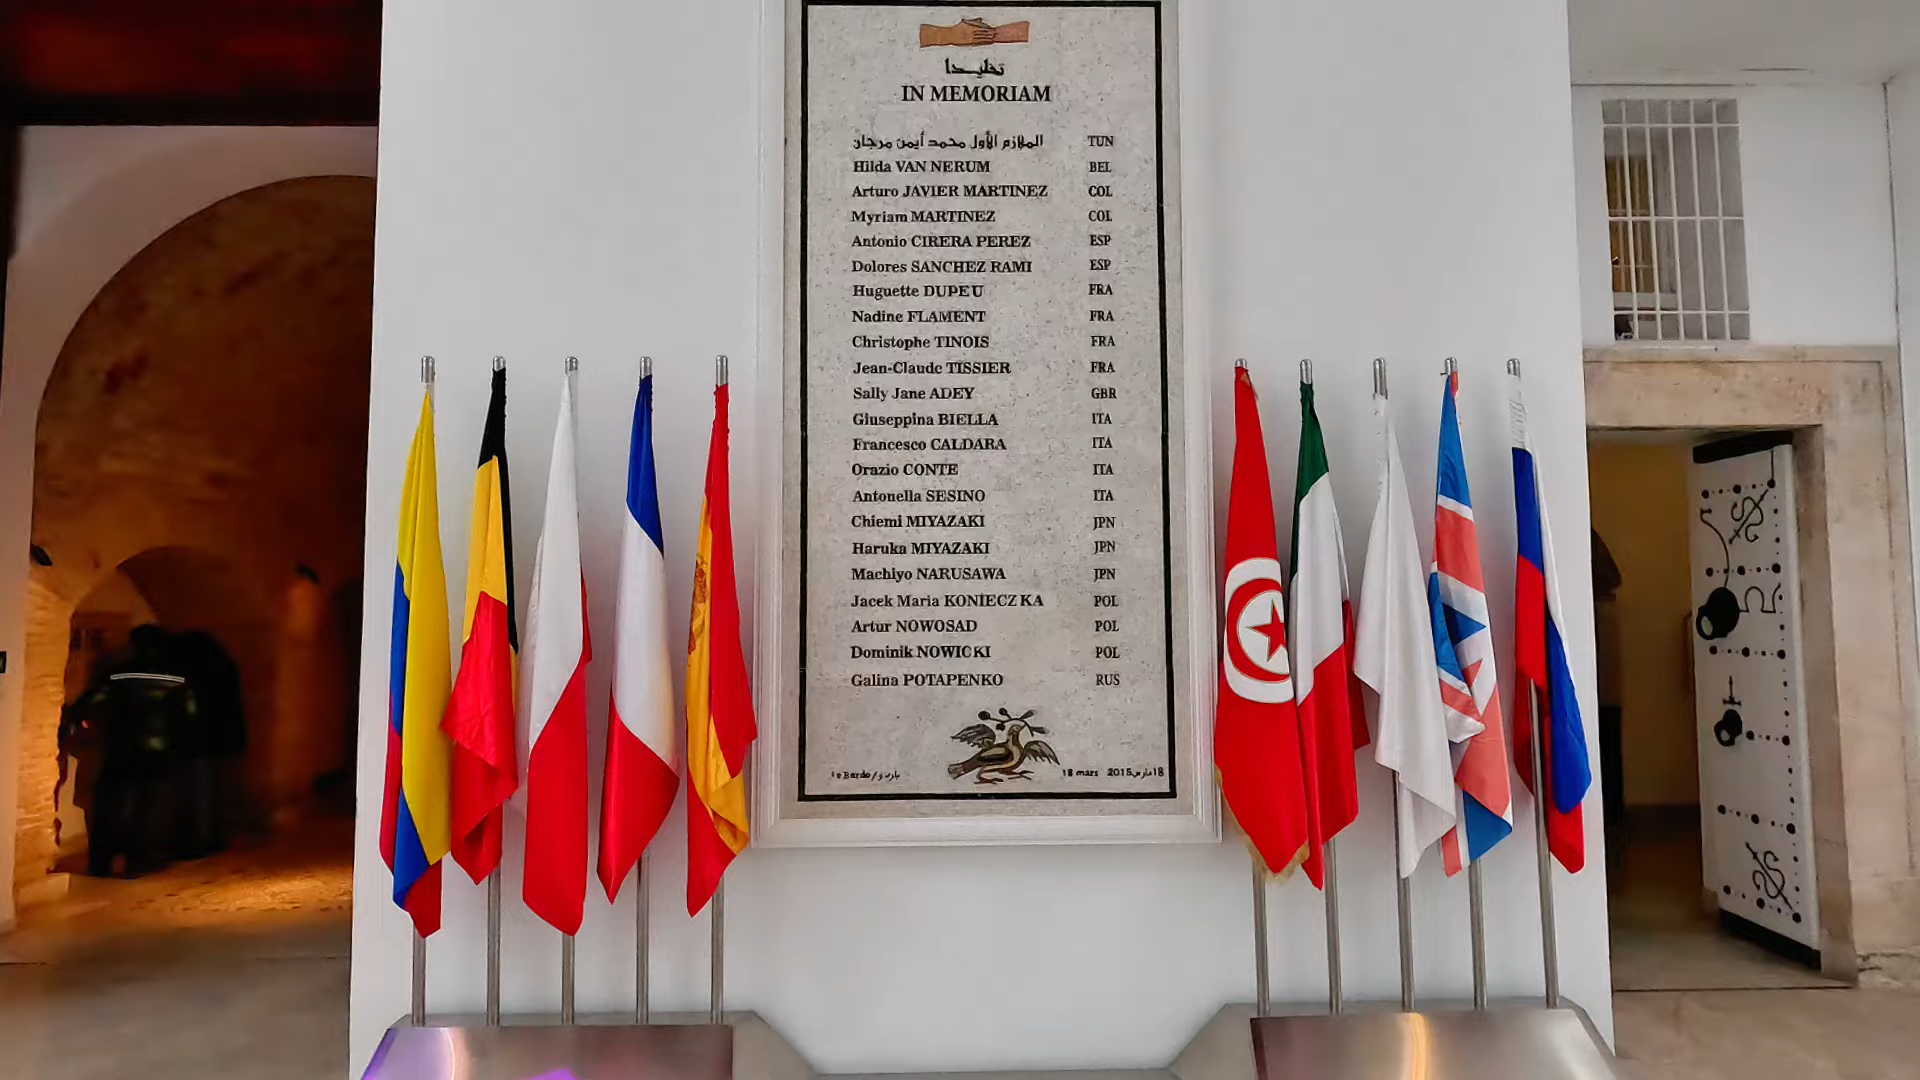 تخليدا
IN MEMORIAM
الملازم الأول محمد أيمن مرجان TUN
Hilda VAN NERUM BEL
Arturo JAVIER MARTINEZ COL
Myriam MARTINEZ COL
Antonio CIRERA PEREZ ESP
Dolores SANCHEZ RAMI ESP
Huguette DUPEU FRA
Nadine FLAMENT FRA
Christophe TINOIS FRA
Jean-Claude TISSIER FRA
Sally Jane ADEY GBR
Giuseppina BIELLA ITA
Francesco CALDARA ITA
Orazio CONTE ITA
Antonella SESINO ITA
Chiemi MIYAZAKI JPN
Haruka MIYAZAKI JPN
Machiyo NARUSAWA JPN
Jacek Maria KONIECZKA POL
Artur NOWOSAD POL
Dominik NOWICKI POL
Galina POTAPENKO RUS
le Bardo/باردو 18 mars 2015 مارس 18